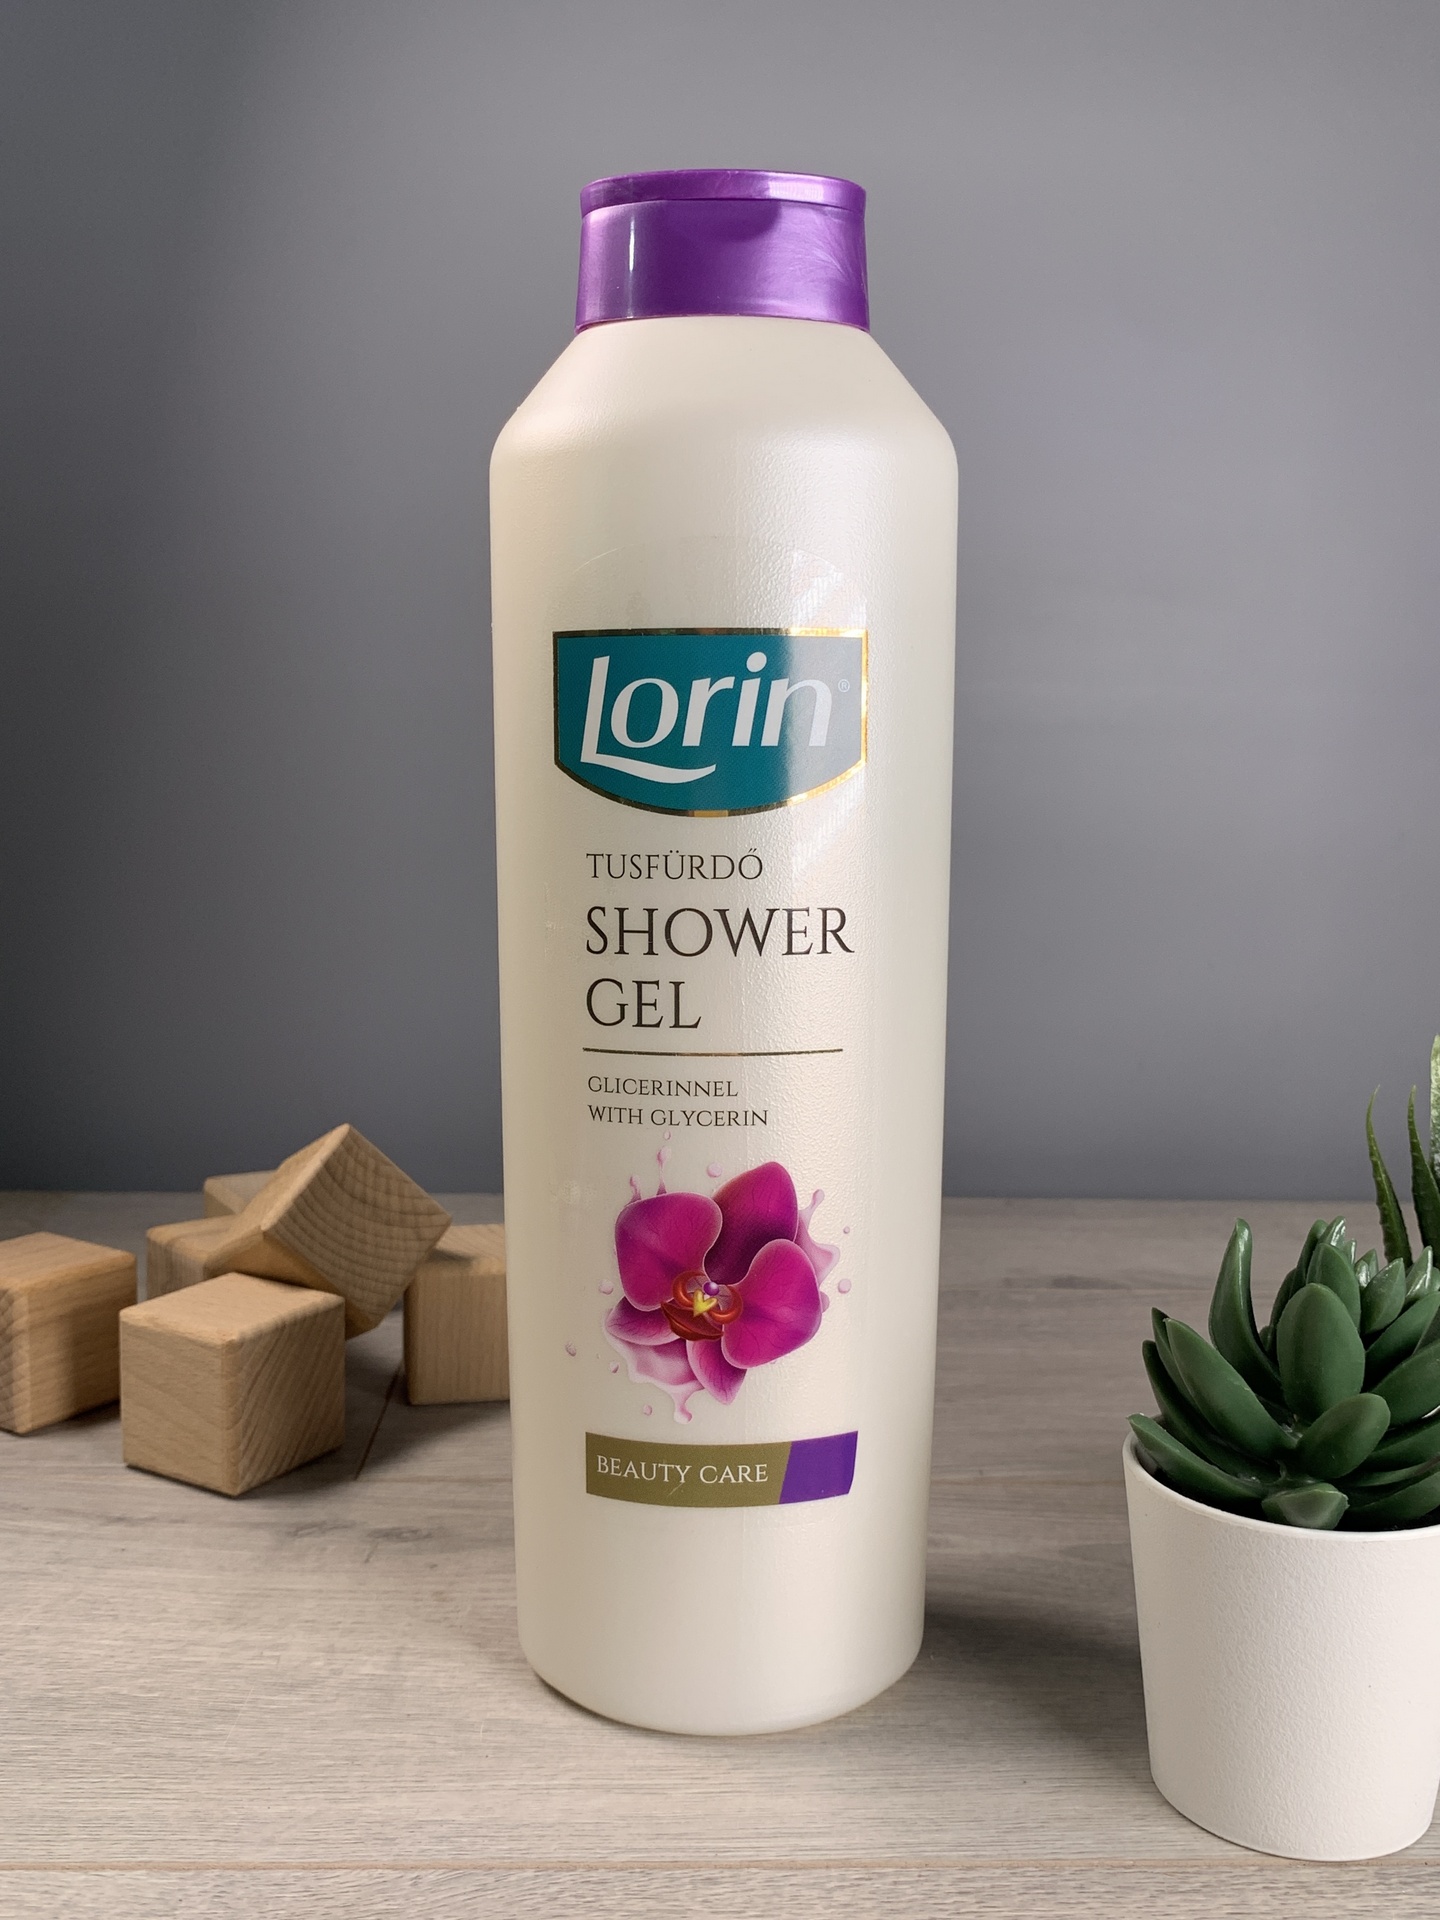 Lorin®
TUSFÜRDŐ
SHOWER
GEL
GLICERINNEL
WITH GLYCERIN
BEAUTY CARE